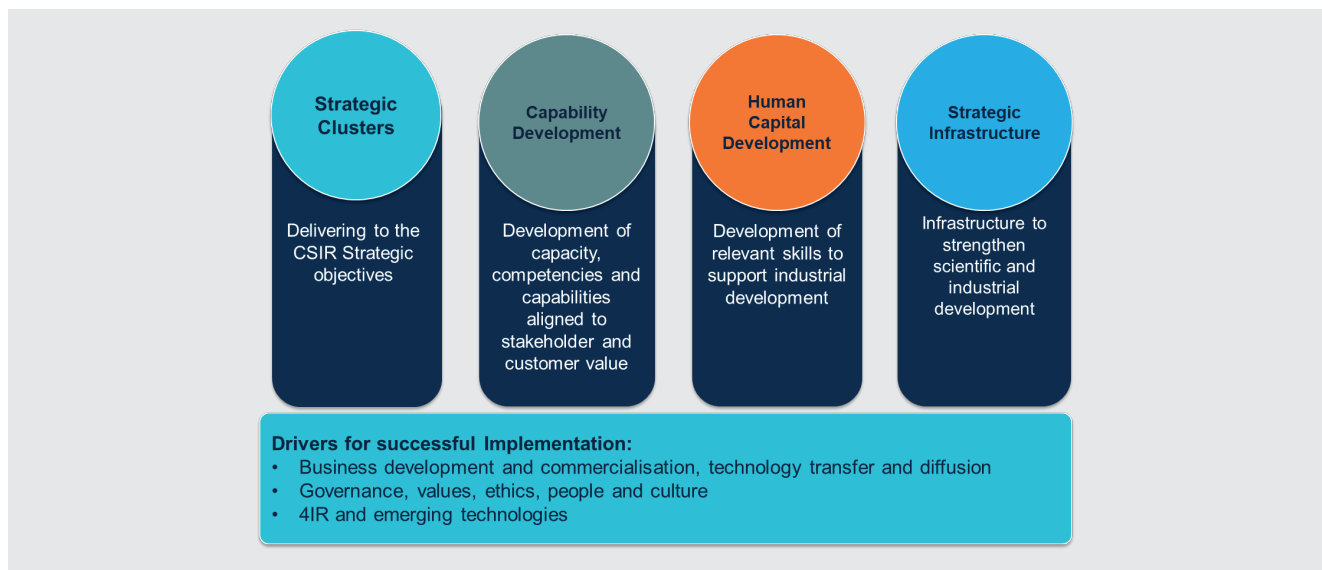 Strategic
Clusters
Delivering to the
CSIR Strategic
objectives
Capability
Development
Development of
capacity,
competencies and
capabilities
aligned to
stakeholder and
customer value
Human
Capital
Development
Development of
relevant skills to
support industrial
development
Strategic
Infrastructure
Infrastructure to
strengthen
scientific and
industrial
development
Drivers for successful Implementation:
• Business development and commercialisation, technology transfer and diffusion
• Governance, values, ethics, people and culture
• 4IR and emerging technologies